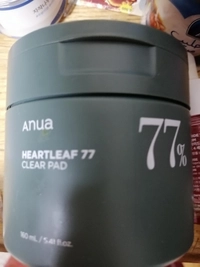 Anua
77%
HEARTLEAF 77
CLEAR PAD
160 mL / 5.41 fl.oz.